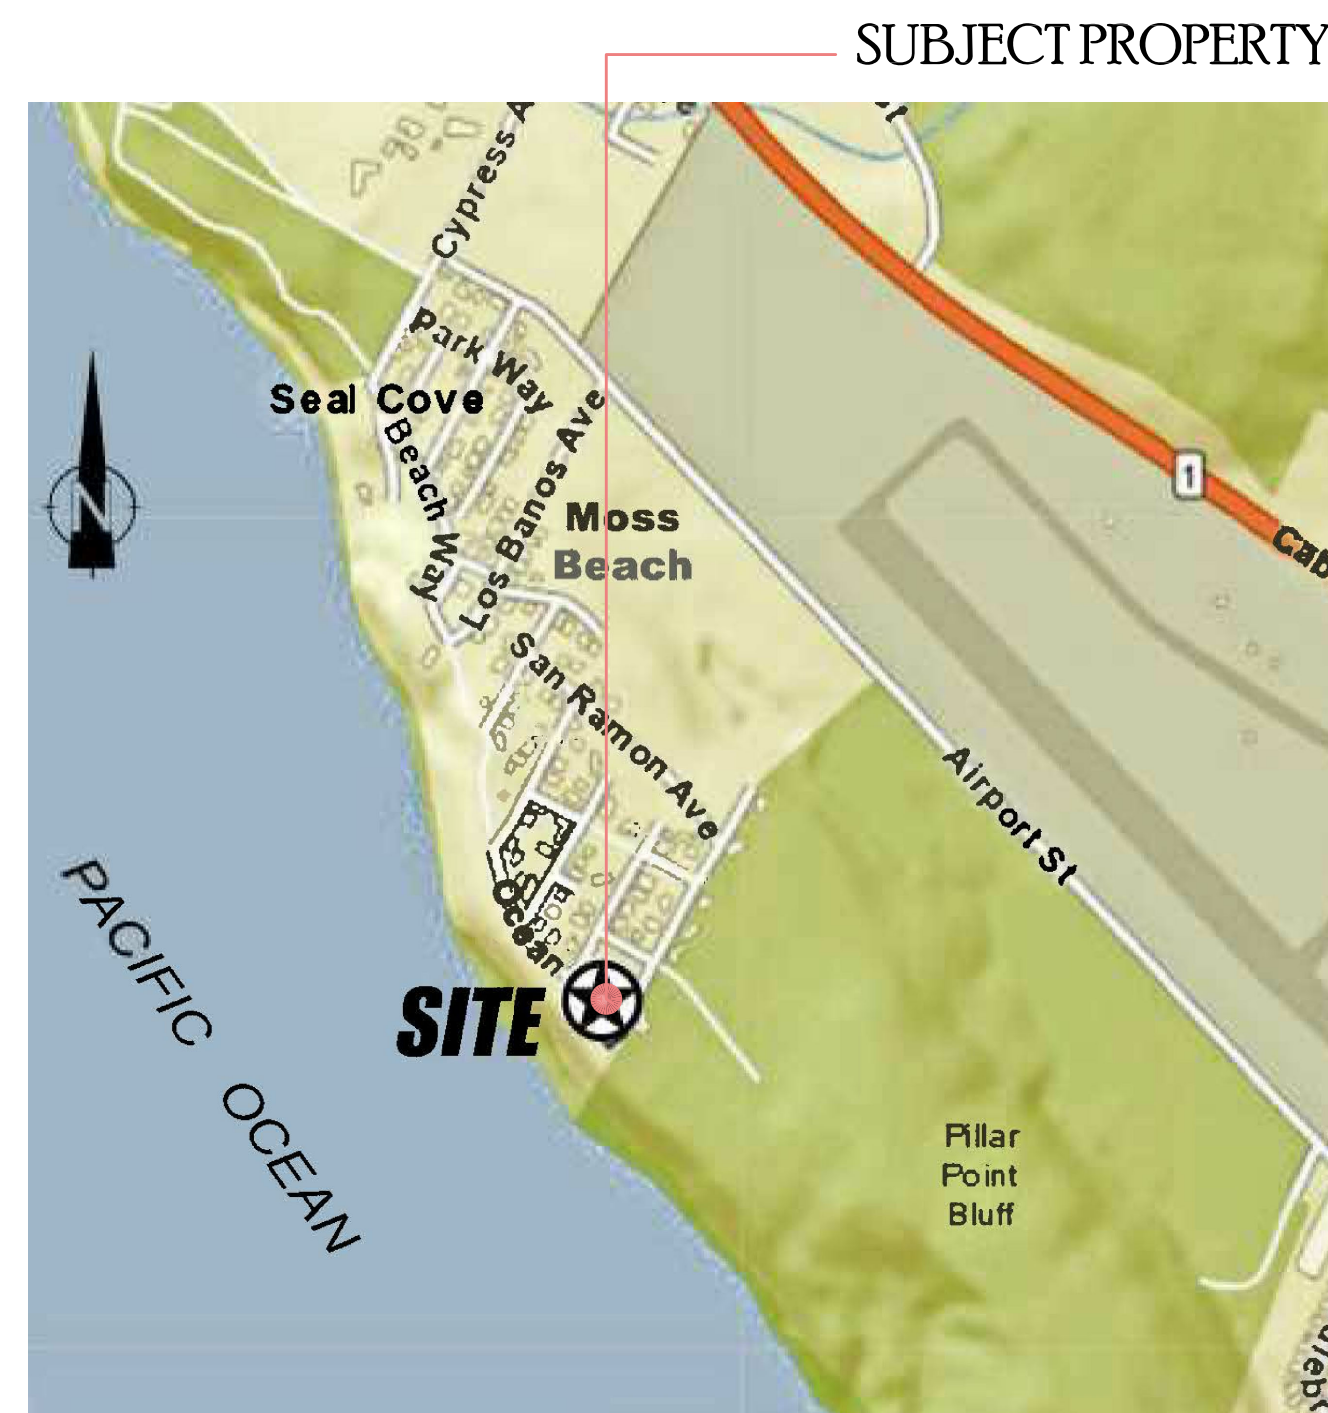 SUBJECT PROPERTY
Cypress A
Park Way
Seal Cove
Beach Way
Los Banos Ave
Moss
Beach
1
Cab
San Ramon Ave
Airport St
Ocean
N
PACIFIC OCEAN
SITE
Pillar
Point
Bluff